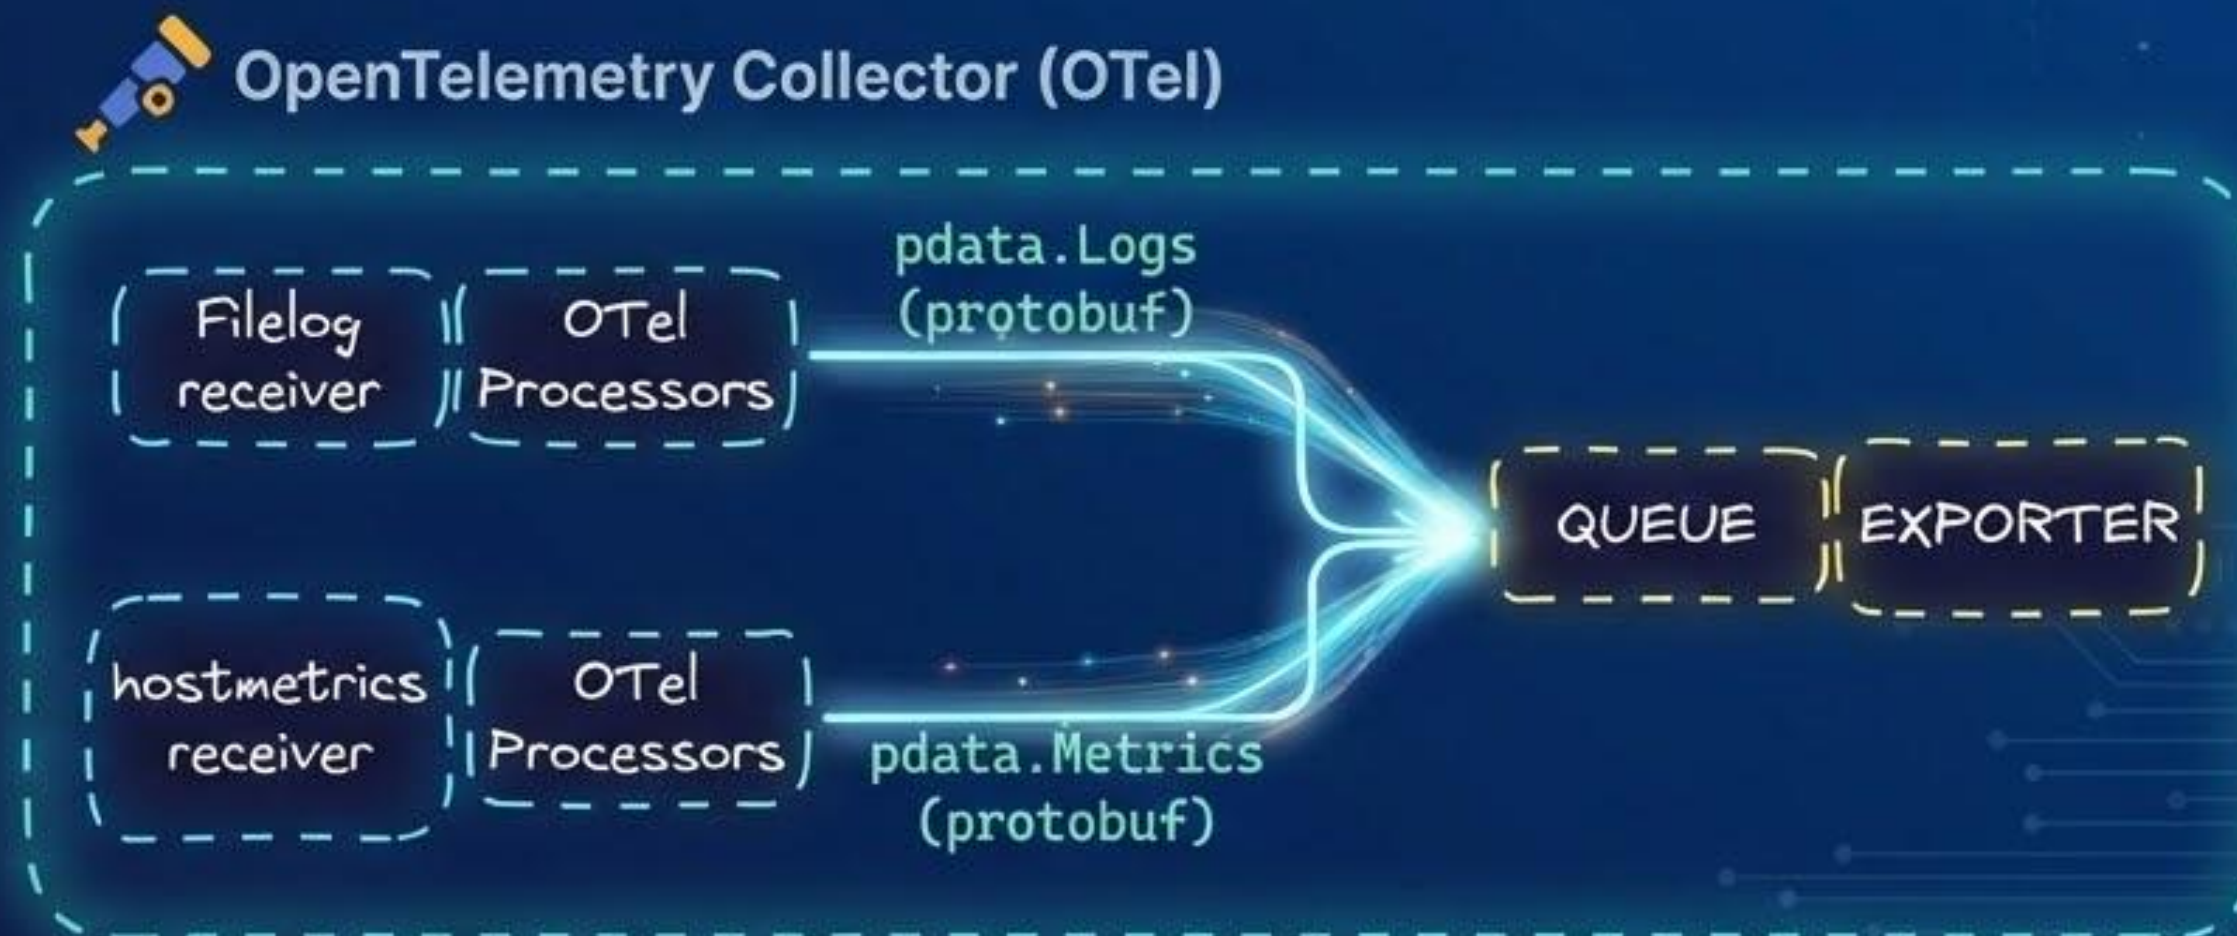 OpenTelemetry Collector (OTel)
pdata.Logs
(protobuf)
Filelog
receiver
OTel
Processors
QUEUE
EXPORTER
hostmetrics
receiver
OTel
Processors
pdata.Metrics
(protobuf)